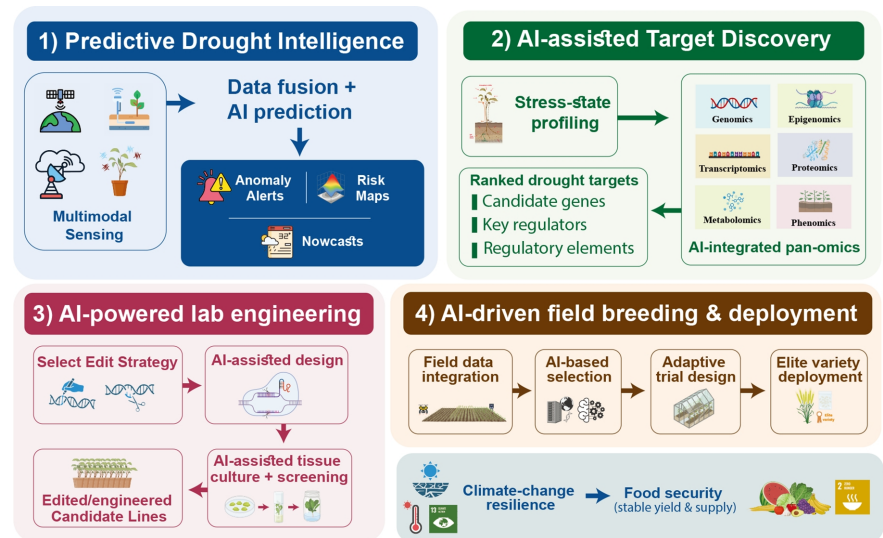 1) Predictive Drought Intelligence
Multimodal
Sensing
Data fusion +
AI prediction
Anomaly
Alerts
Risk
Maps
32°
Nowcasts
2) AI-assisted Target Discovery
Stress-state
profiling
Genomics
Epigenomics
Transcriptomics
Proteomics
Metabolomics
Phenomics
AI-integrated pan-omics
Ranked drought targets
Candidate genes
Key regulators
Regulatory elements
3) AI-powered lab engineering
Select Edit Strategy
AI-assisted design
AI-assisted tissue
culture + screening
Edited/engineered
Candidate Lines
4) AI-driven field breeding & deployment
Field data
integration
AI-based
selection
Adaptive
trial design
Elite variety
deployment
Climate-change
resilience
13
Food security
(stable yield & supply)
2